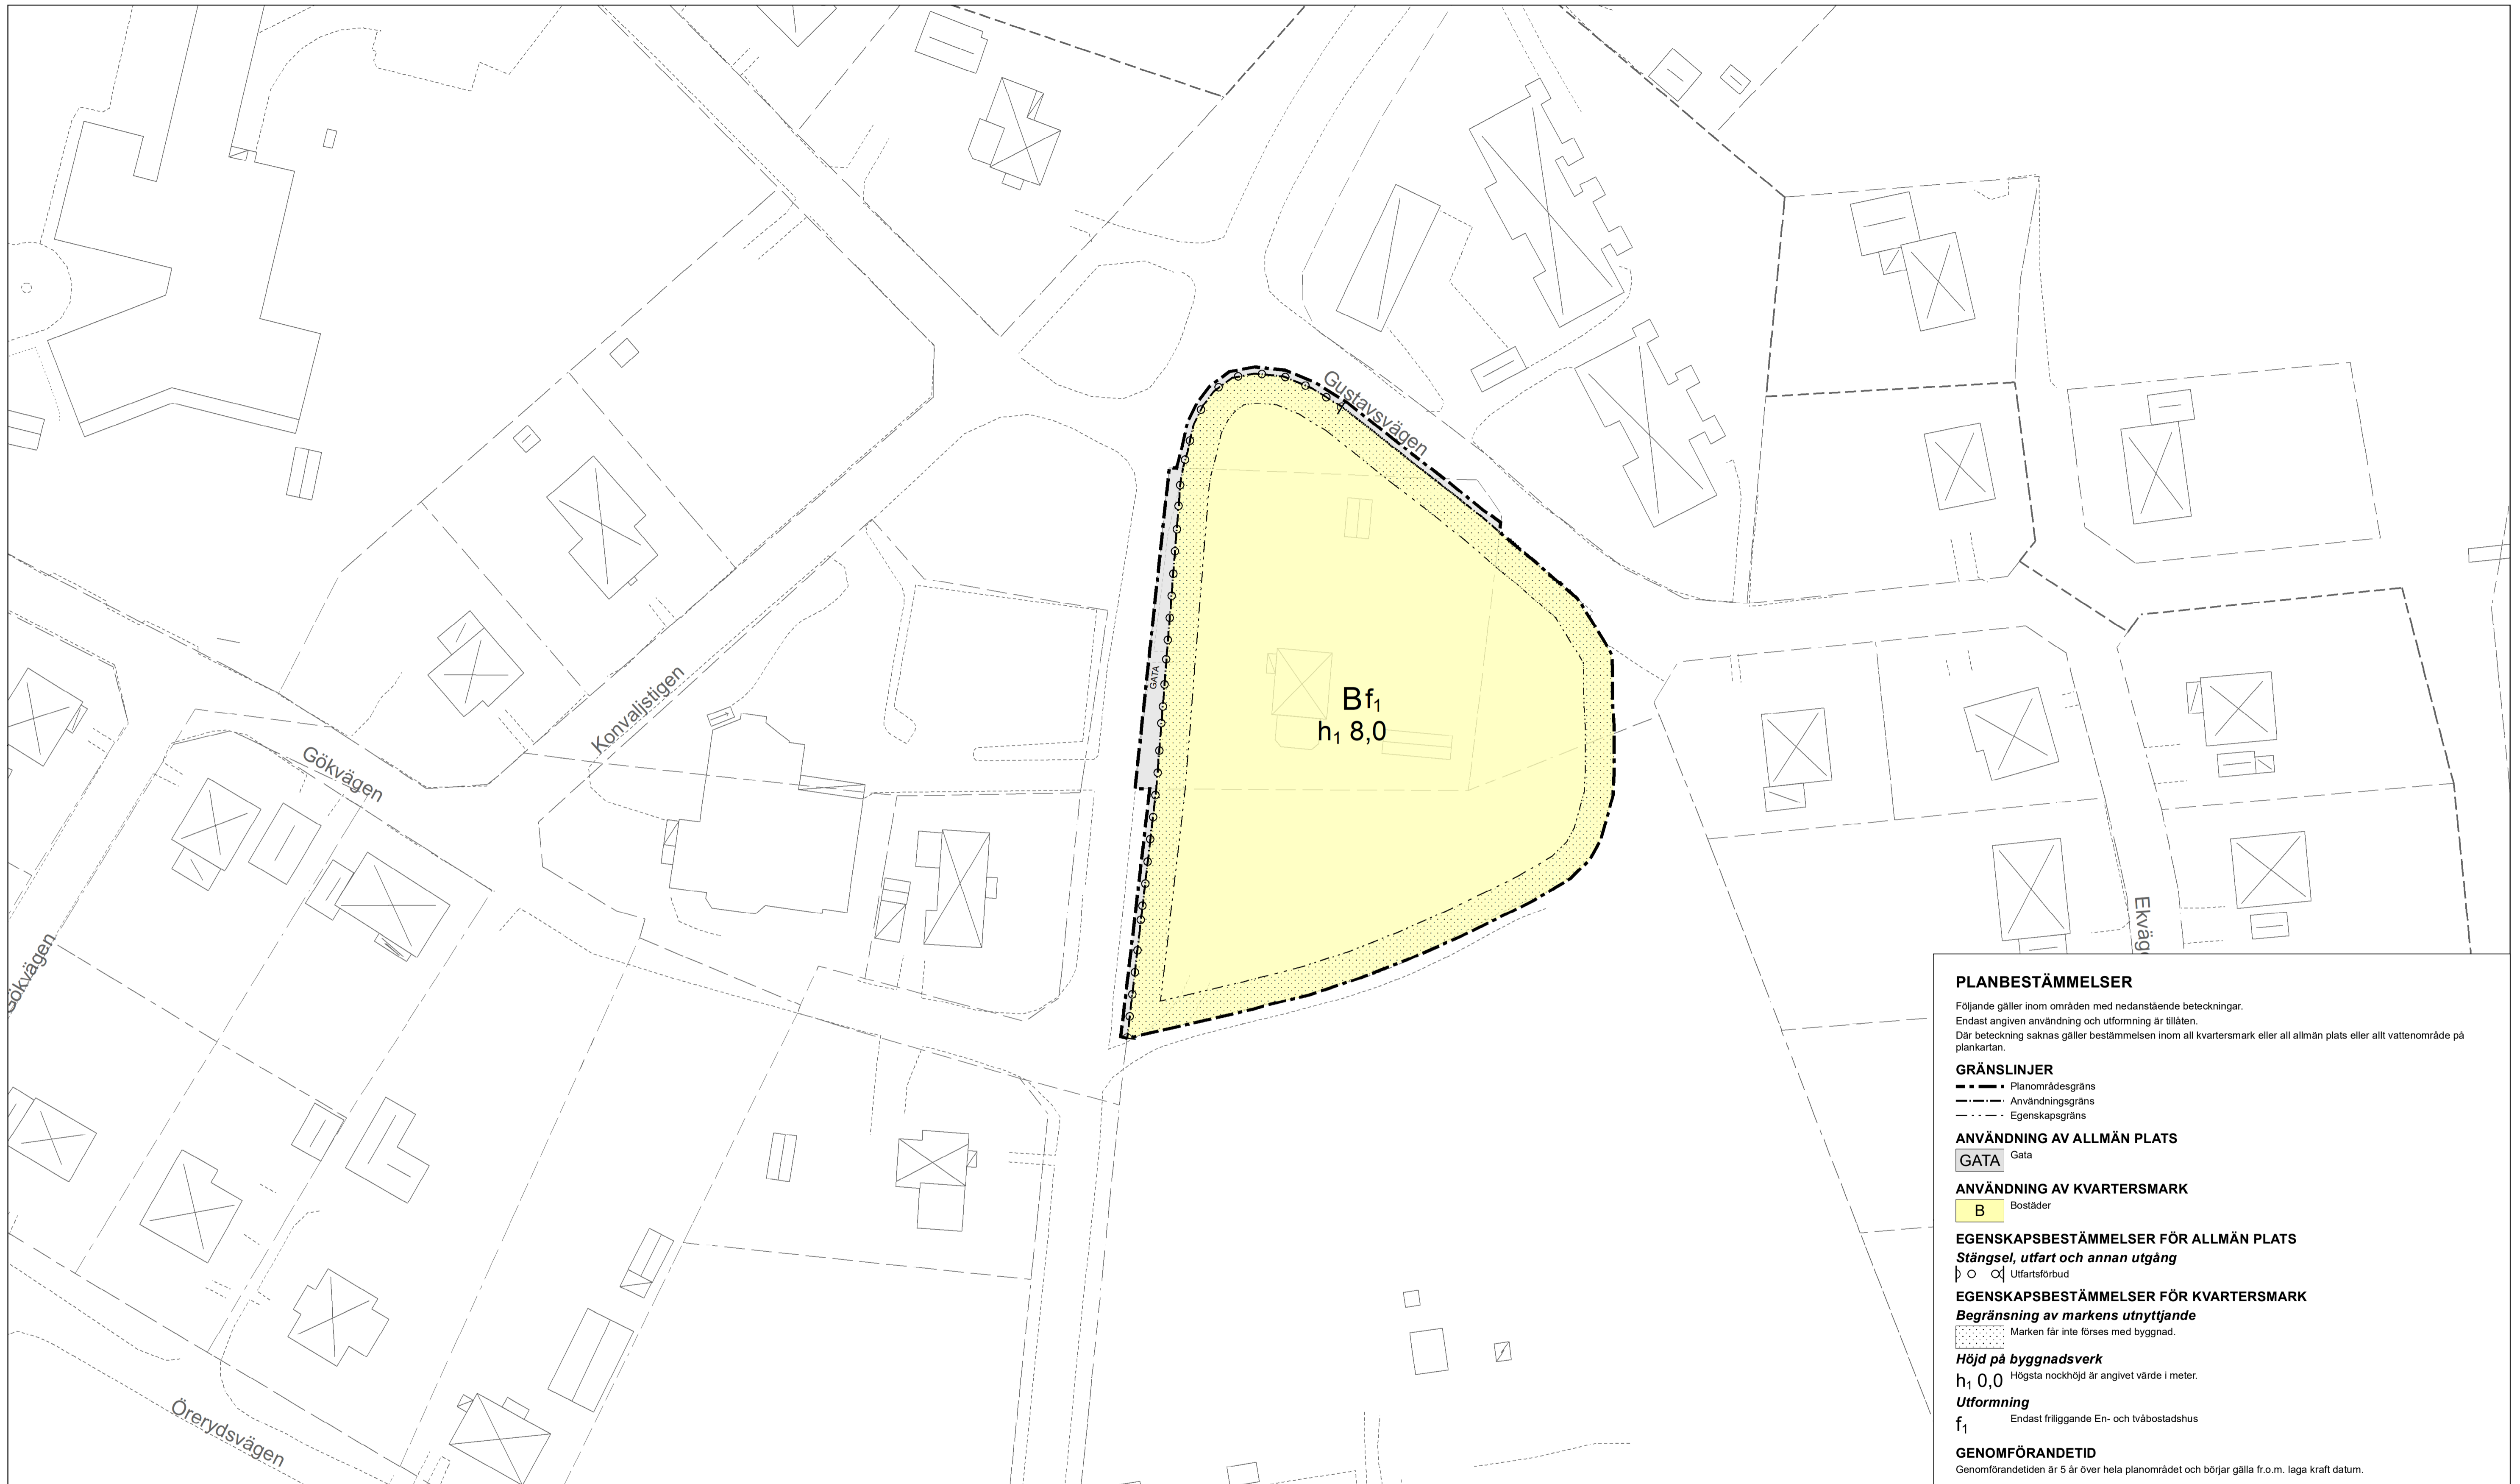 Gustavsvägen
GATA
Bf₁
h₁ 8,0
Konvaljstigen
Gökvägen
Örerydsvägen
PLANBESTÄMMELSER
Följande gäller inom områden med nedanstående beteckningar.
Endast angiven användning och utformning är tillåten.
Där beteckning saknas gäller bestämmelsen inom all kvartersmark eller all allmän plats eller allt vattenområde på
plankartan.
GRÄNSLINJER
Planområdesgräns
Användningsgräns
Egenskapsgräns
ANVÄNDNING AV ALLMÄN PLATS
GATA Gata
ANVÄNDNING AV KVARTERSMARK
B Bostäder
EGENSKAPSBESTÄMMELSER FÖR ALLMÄN PLATS
Stängsel, utfart och annan utgång
Utfartsförbud
EGENSKAPSBESTÄMMELSER FÖR KVARTERSMARK
Begränsning av markens utnyttjande
Marken får inte förses med byggnad.
Höjd på byggnadsverk
h₁ 0,0 Högsta nockhöjd är angivet värde i meter.
Utformning
f₁ Endast friliggande En- och tvåbostadshus
GENOMFÖRANDETID
Genomförandetiden är 5 år över hela planområdet och börjar gälla fr.o.m. laga kraft datum.